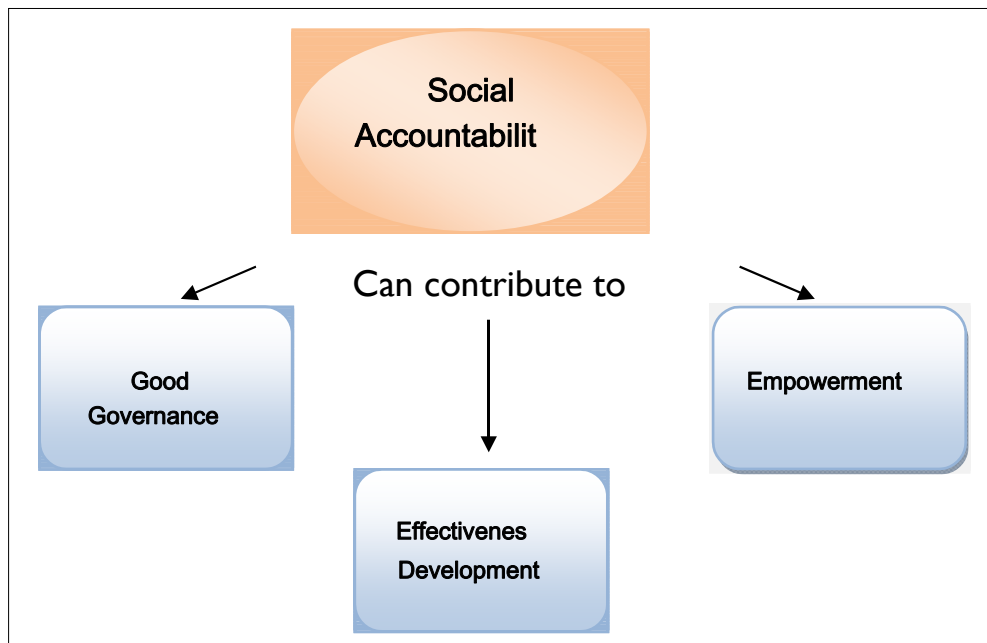 Social
Accountabilit
Can contribute to
Good
Governance
Empowerment
Effectivenes
Development